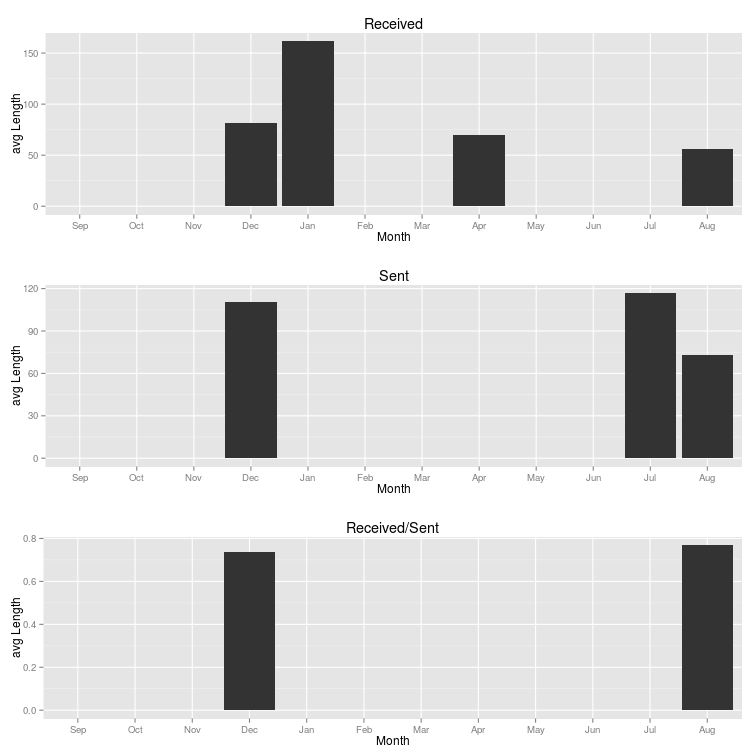 Received
150
100
50
0
avg Length
Sep Oct Nov Dec Jan Feb Mar Apr May Jun Jul Aug
Month
Sent
120
90
60
30
0
avg Length
Sep Oct Nov Dec Jan Feb Mar Apr May Jun Jul Aug
Month
Received/Sent
0.8
0.6
0.4
0.2
0.0
avg Length
Sep Oct Nov Dec Jan Feb Mar Apr May Jun Jul Aug
Month